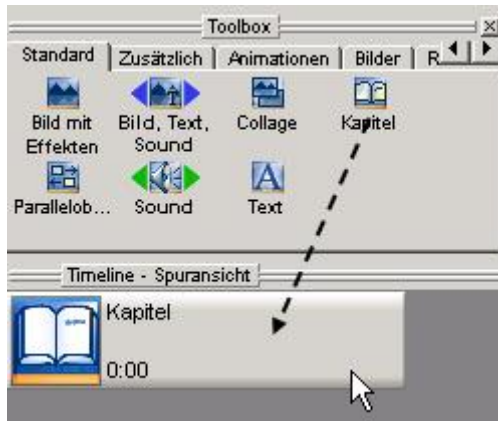 Toolbox
Standard Zusätzlich Animationen Bilder R
Bild mit Effekten
Bild, Text, Sound
Collage
Kapitel
Parallelob...
Sound
Text
Timeline - Spuransicht
Kapitel
0:00